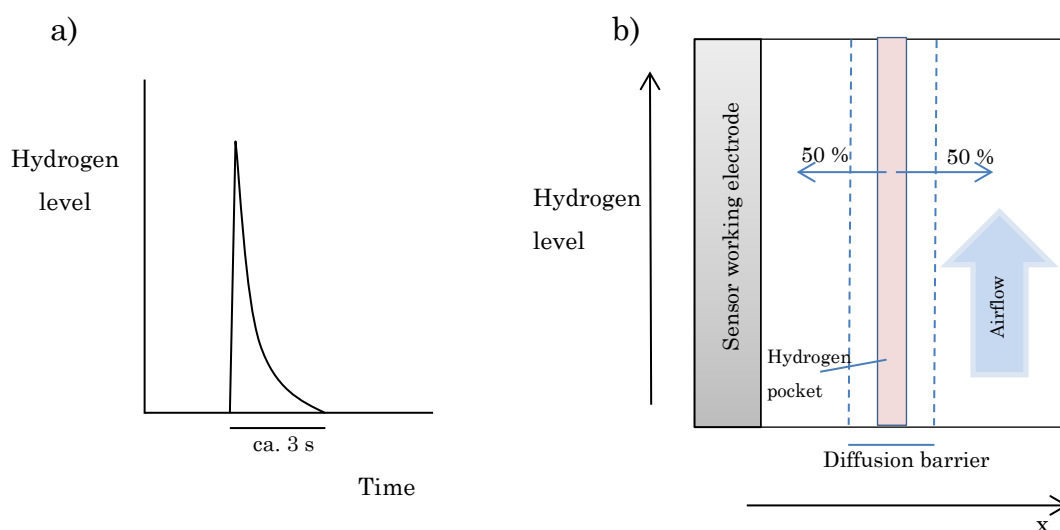 a)
Hydrogen
level
ca. 3 s
Time
b)
Hydrogen
level
Sensor working electrode
50 %
50 %
Airflow
Hydrogen
pocket
Diffusion barrier
x